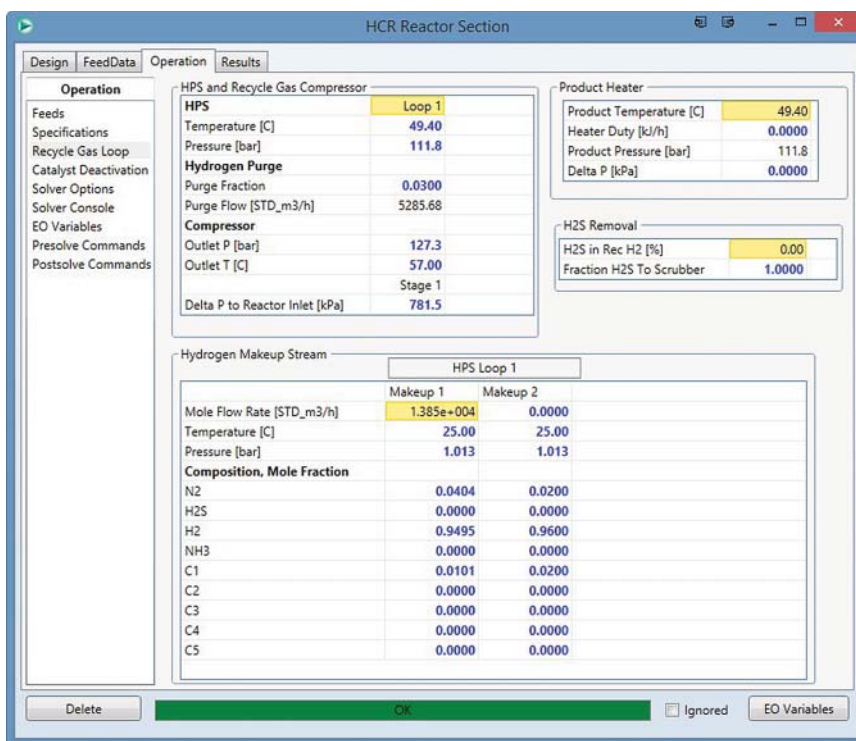 HCR Reactor Section
Design FeedData Operation Results
Operation
Feeds
Specifications
Recycle Gas Loop
Catalyst Deactivation
Solver Options
Solver Console
EO Variables
Presolve Commands
Postsolve Commands
HPS and Recycle Gas Compressor
HPS Loop 1
Temperature [C] 49.40
Pressure [bar] 111.8
Hydrogen Purge
Purge Fraction 0.0300
Purge Flow [STD_m3/h] 5285.68
Compressor
Outlet P [bar] 127.3
Outlet T [C] 57.00
Stage 1
Delta P to Reactor Inlet [kPa] 781.5
Product Heater
Product Temperature [C] 49.40
Heater Duty [kJ/h] 0.0000
Product Pressure [bar] 111.8
Delta P [kPa] 0.0000
H2S Removal
H2S in Rec H2 [%] 0.00
Fraction H2S To Scrubber 1.0000
Hydrogen Makeup Stream
HPS Loop 1
Makeup 1 Makeup 2
Mole Flow Rate [STD_m3/h] 1.385e+004 0.0000
Temperature [C] 25.00 25.00
Pressure [bar] 1.013 1.013
Composition, Mole Fraction
N2 0.0404 0.0200
H2S 0.0000 0.0000
H2 0.9495 0.9600
NH3 0.0000 0.0000
C1 0.0101 0.0200
C2 0.0000 0.0000
C3 0.0000 0.0000
C4 0.0000 0.0000
C5 0.0000 0.0000
Delete OK Ignored EO Variables